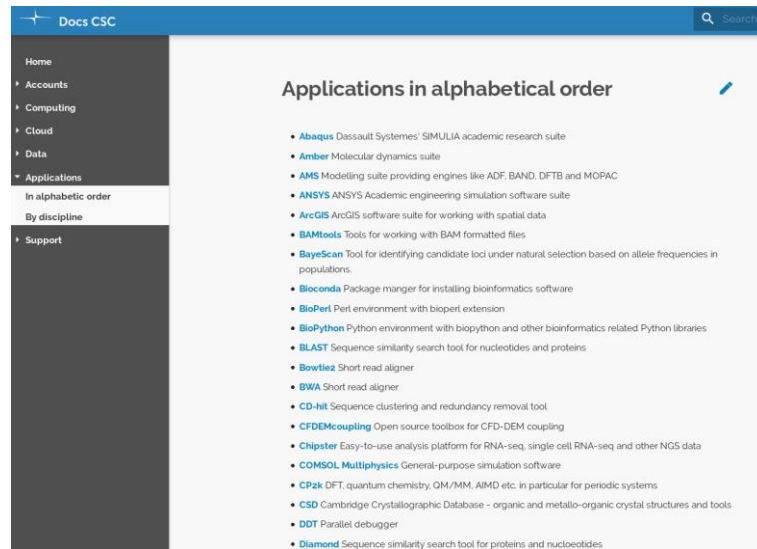 Docs CSC
Search
Home
Accounts
Computing
Cloud
Data
Applications
In alphabetic order
By discipline
Support
Applications in alphabetical order
Abaqus Dassault Systemes' SIMULIA academic research suite
Amber Molecular dynamics suite
AMS Modelling suite providing engines like ADF, BAND, DFTB and MOPAC
ANSYS ANSYS Academic engineering simulation software suite
ArcGIS ArcGIS software suite for working with spatial data
BAMtools Tools for working with BAM formatted files
BayeScan Tool for identifying candidate loci under natural selection based on allele frequencies in
populations.
Bioconda Package manger for installing bioinformatics software
BioPerl Perl environment with bioperl extension
BioPython Python environment with biopython and other bioinformatics related Python libraries
BLAST Sequence similarity search tool for nucleotides and proteins
Bowtie2 Short read aligner
BWA Short read aligner
CD-hit Sequence clustering and redundancy removal tool
CFDEMcoupling Open source toolbox for CFD-DEM coupling
Chipster Easy-to-use analysis platform for RNA-seq, single cell RNA-seq and other NGS data
COMSOL Multiphysics General-purpose simulation software
CP2k DFT, quantum chemistry, QM/MM, AIMD etc. in particular for periodic systems
CSD Cambridge Crystallographic Database - organic and metallo-organic crystal structures and tools
DDT Parallel debugger
Diamond Sequence similarity search tool for proteins and nucloeotides